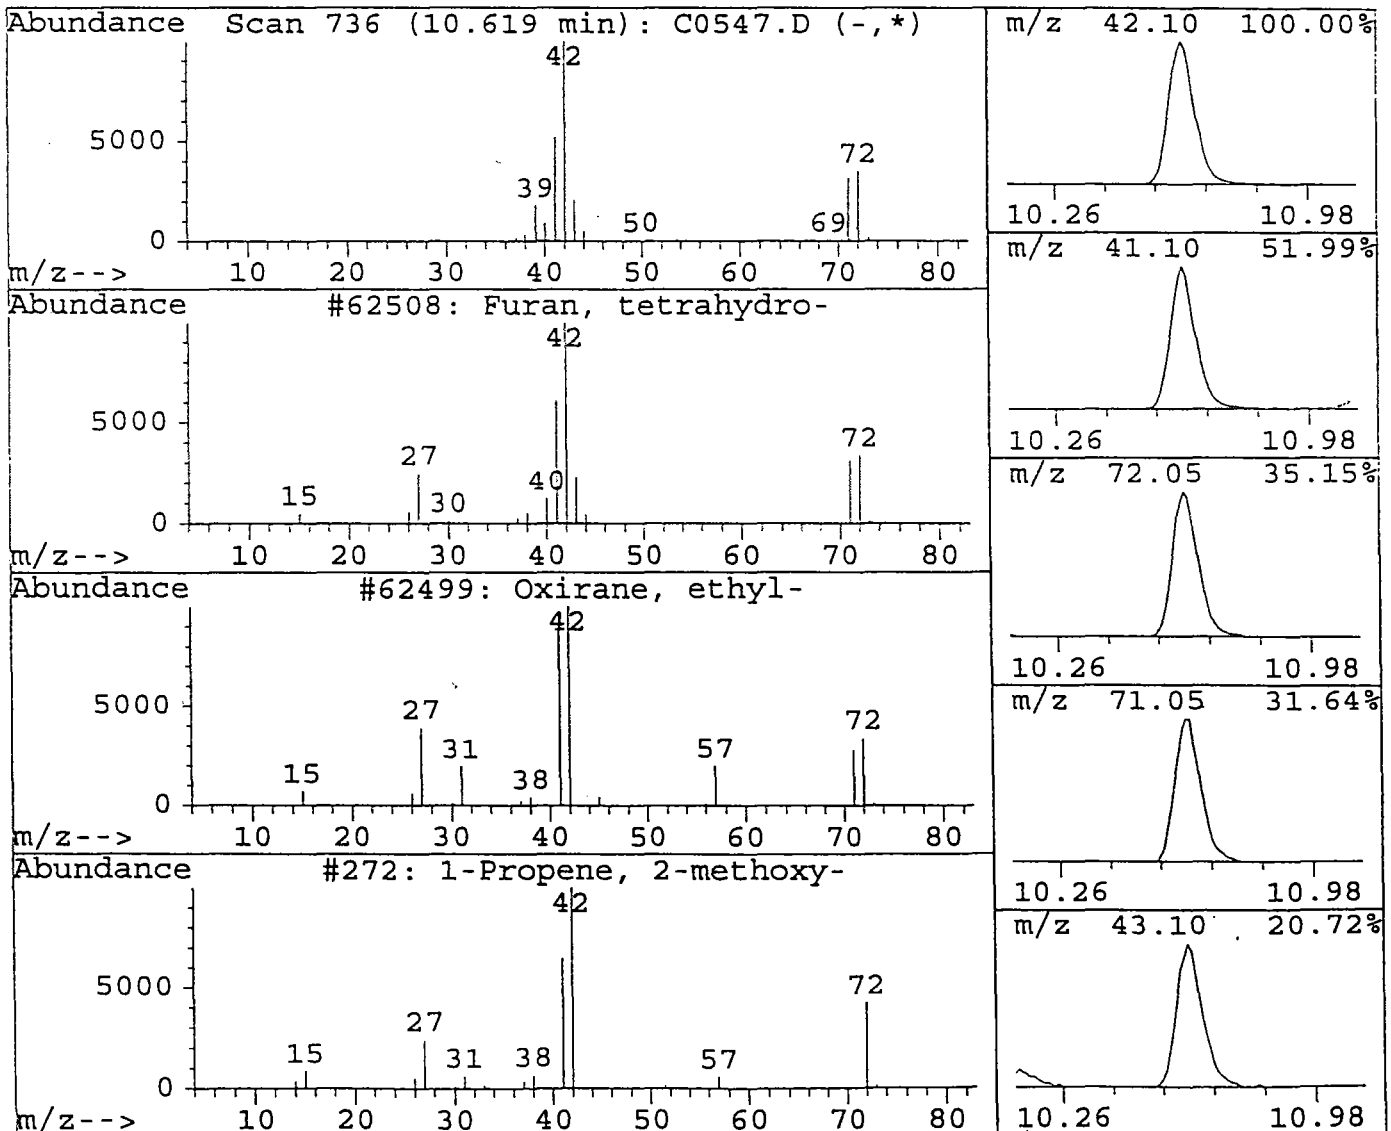 Abundance Scan 736 (10.619 min): C0547.D (-,*)
42
5000
72
39
50
69
0
m/z--> 10 20 30 40 50 60 70 80
Abundance #62508: Furan, tetrahydro-
42
5000
72
27
40
15
30
0
m/z--> 10 20 30 40 50 60 70 80
Abundance #62499: Oxirane, ethyl-
42
5000
27
72
31
57
15
38
0
m/z--> 10 20 30 40 50 60 70 80
Abundance #272: 1-Propene, 2-methoxy-
42
5000
72
27
15
31
38
57
0
m/z--> 10 20 30 40 50 60 70 80
m/z 42.10 100.00%
10.26 10.98
m/z 41.10 51.99%
10.26 10.98
m/z 72.05 35.15%
10.26 10.98
m/z 71.05 31.64%
10.26 10.98
m/z 43.10 20.72%
10.26 10.98